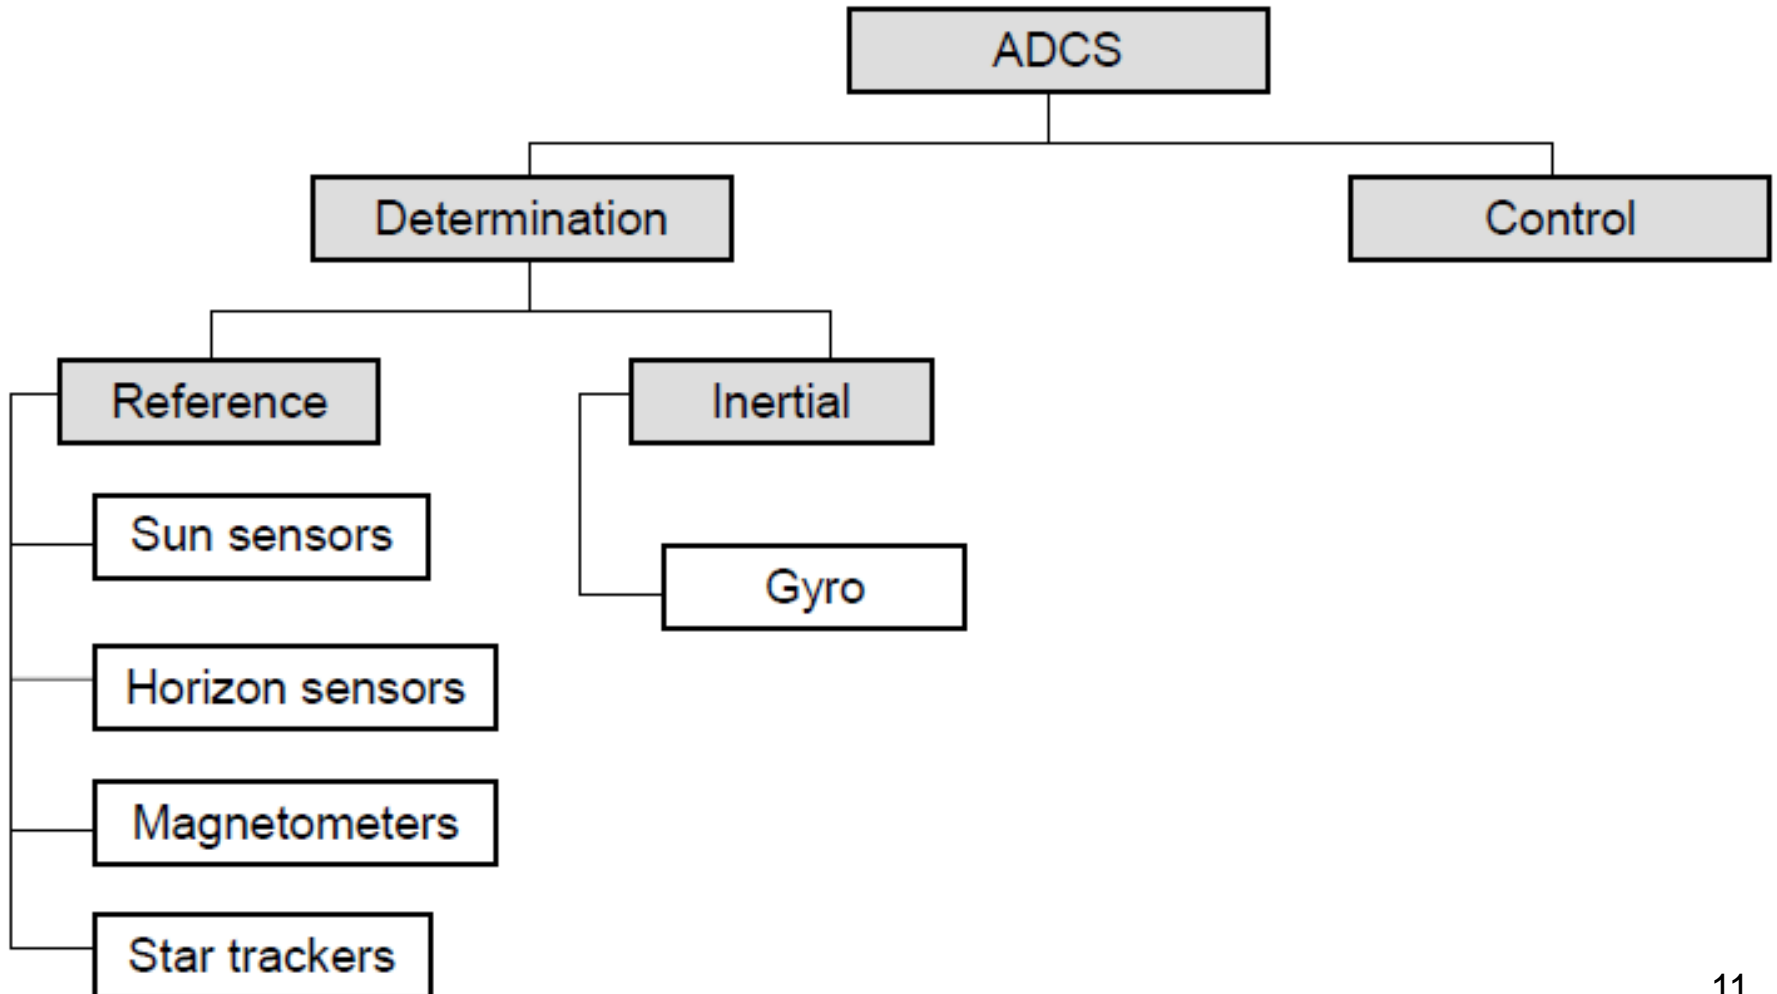 ADCS
Determination
Control
Reference
Inertial
Sun sensors
Gyro
Horizon sensors
Magnetometers
Star trackers
11